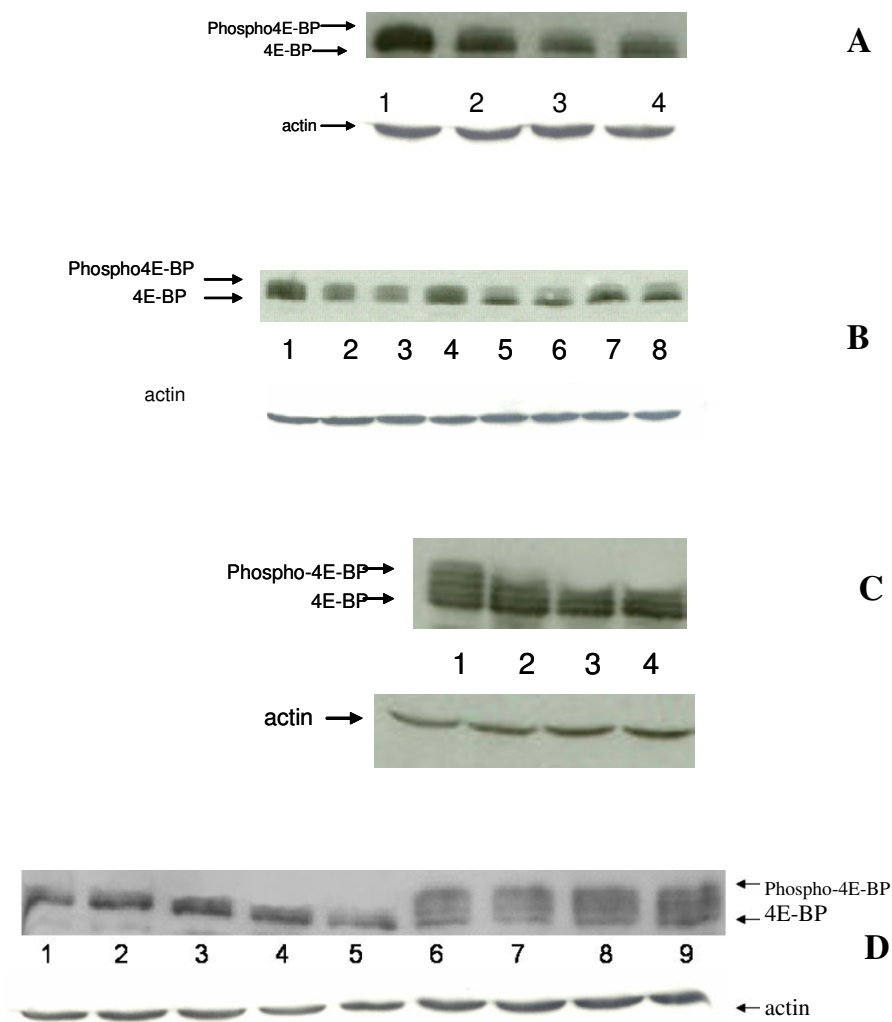 Phospho4E-BP
4E-BP
A
1 2 3 4
actin
Phospho4E-BP
4E-BP
1 2 3 4 5 6 7 8
B
actin
Phospho-4E-BP
4E-BP
C
1 2 3 4
actin
Phospho-4E-BP
4E-BP
1 2 3 4 5 6 7 8 9
D
actin